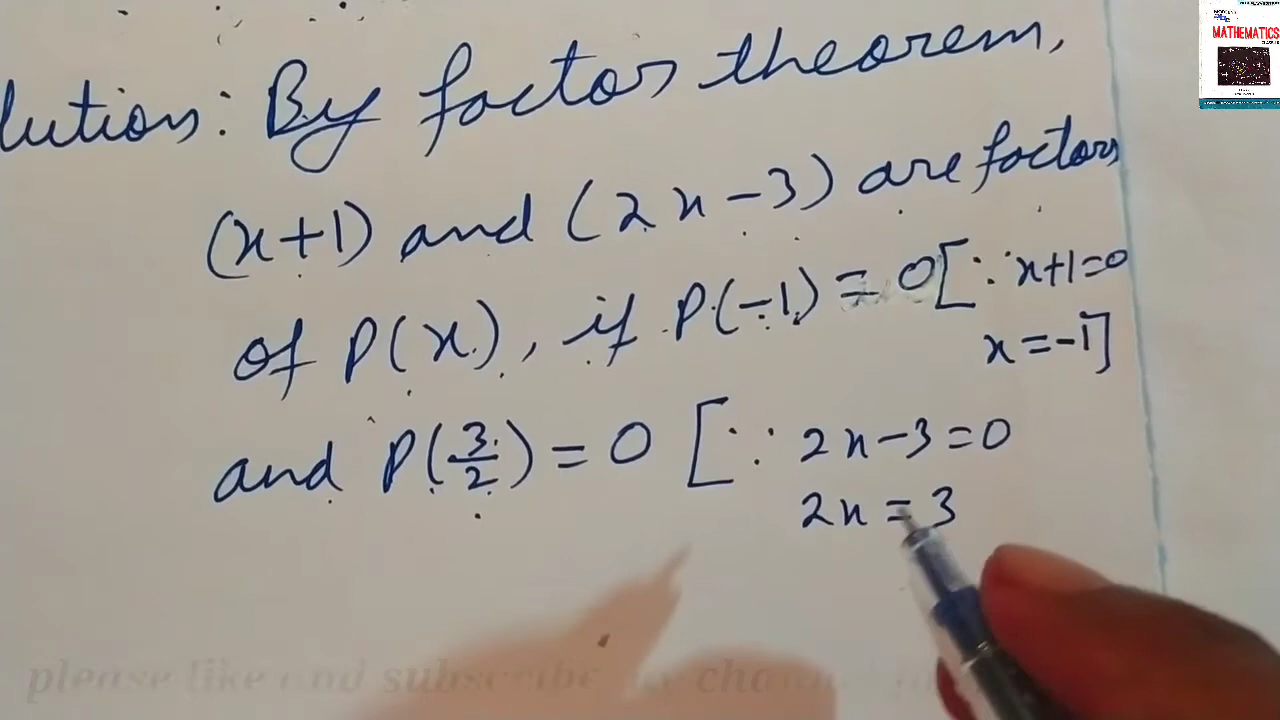 lution: By factor theorem,
(x+1) and (2x-3) are factors
of P(x), if P(-1) = 0 [∵ x+1=0
x=-1]
and P(3/2) = 0 [∵ 2x-3=0
2x=3
please like and subscribe
MATHEMATICS